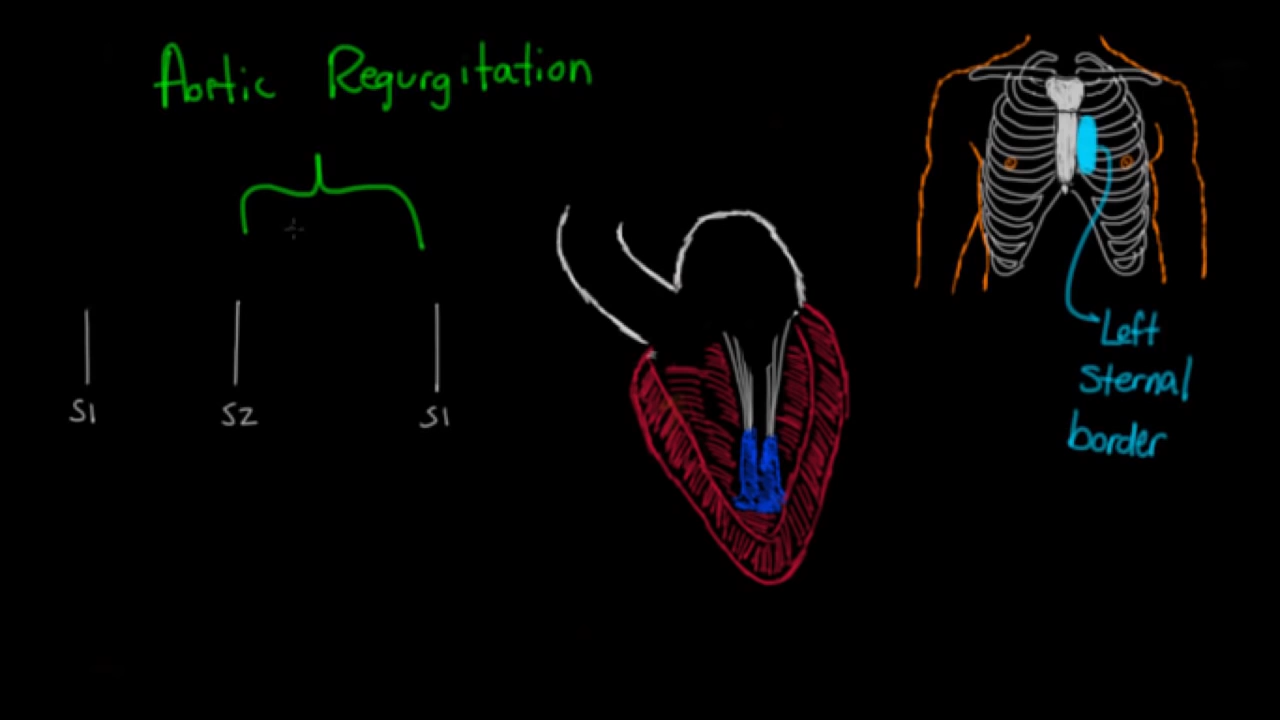 Aortic Regurgitation
S1 S2 S1
Left
sternal
border